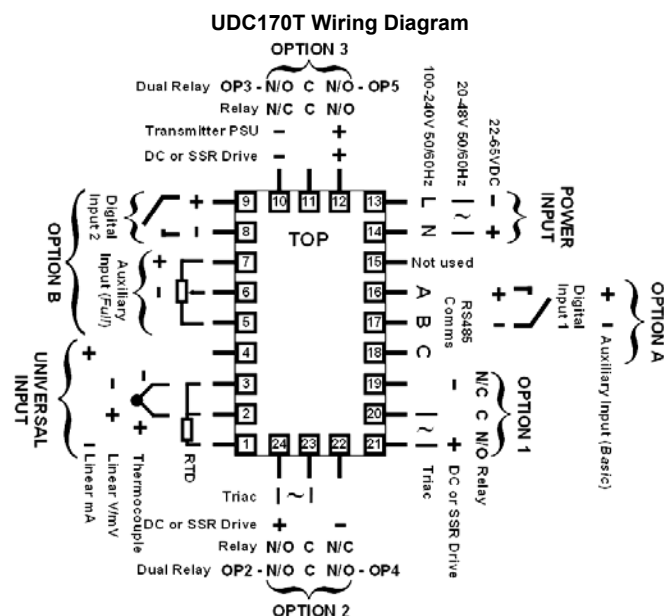 UDC170T Wiring Diagram
OPTION 3
Dual Relay OP3 - N/O C N/O - OP5
Relay N/C C N/O
Transmitter PSU − +
DC or SSR Drive − +
100-240V 50/60Hz
20-48V 50/60Hz
22-65VDC
POWER INPUT
L | −
N | +
~
9 10 11 12 13
8 14
7 15
6 16
5 17
4 18
3 19
2 20
1 24 23 22 21
TOP
Not used
Digital Input 2
+
−
Auxiliary Input (Full)
+
−
OPTION B
UNIVERSAL INPUT
+
− −
+ +
− Linear mA
Linear V/mV
Thermocouple
RTD
A
B
C
RS485 Comms
+
−
Digital Input 1
+
−
Auxiliary Input (Basic)
OPTION A
− N/C
C
+ N/O
OPTION 1
| ~ | Triac
DC or SSR Drive
Relay
Triac | ~ |
DC or SSR Drive + −
Relay N/O C N/C
Dual Relay OP2 - N/O C N/O - OP4
OPTION 2